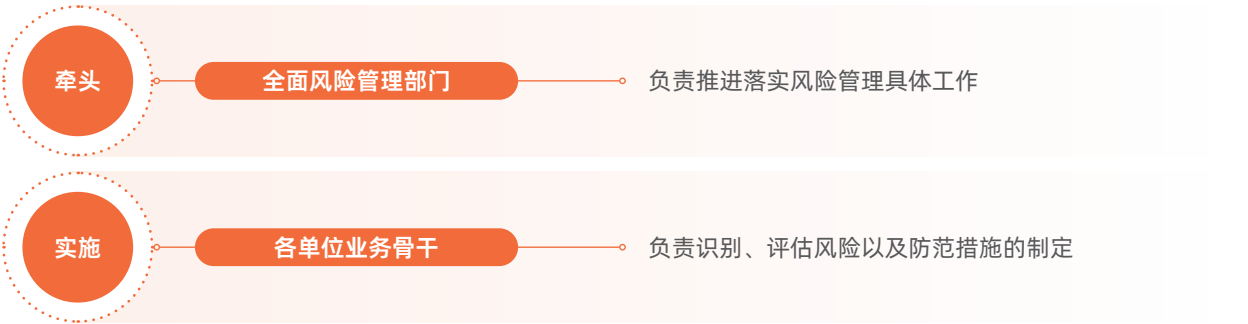 牵头
全面风险管理部门
负责推进落实风险管理具体工作
实施
各单位业务骨干
负责识别、评估风险以及防范措施的制定